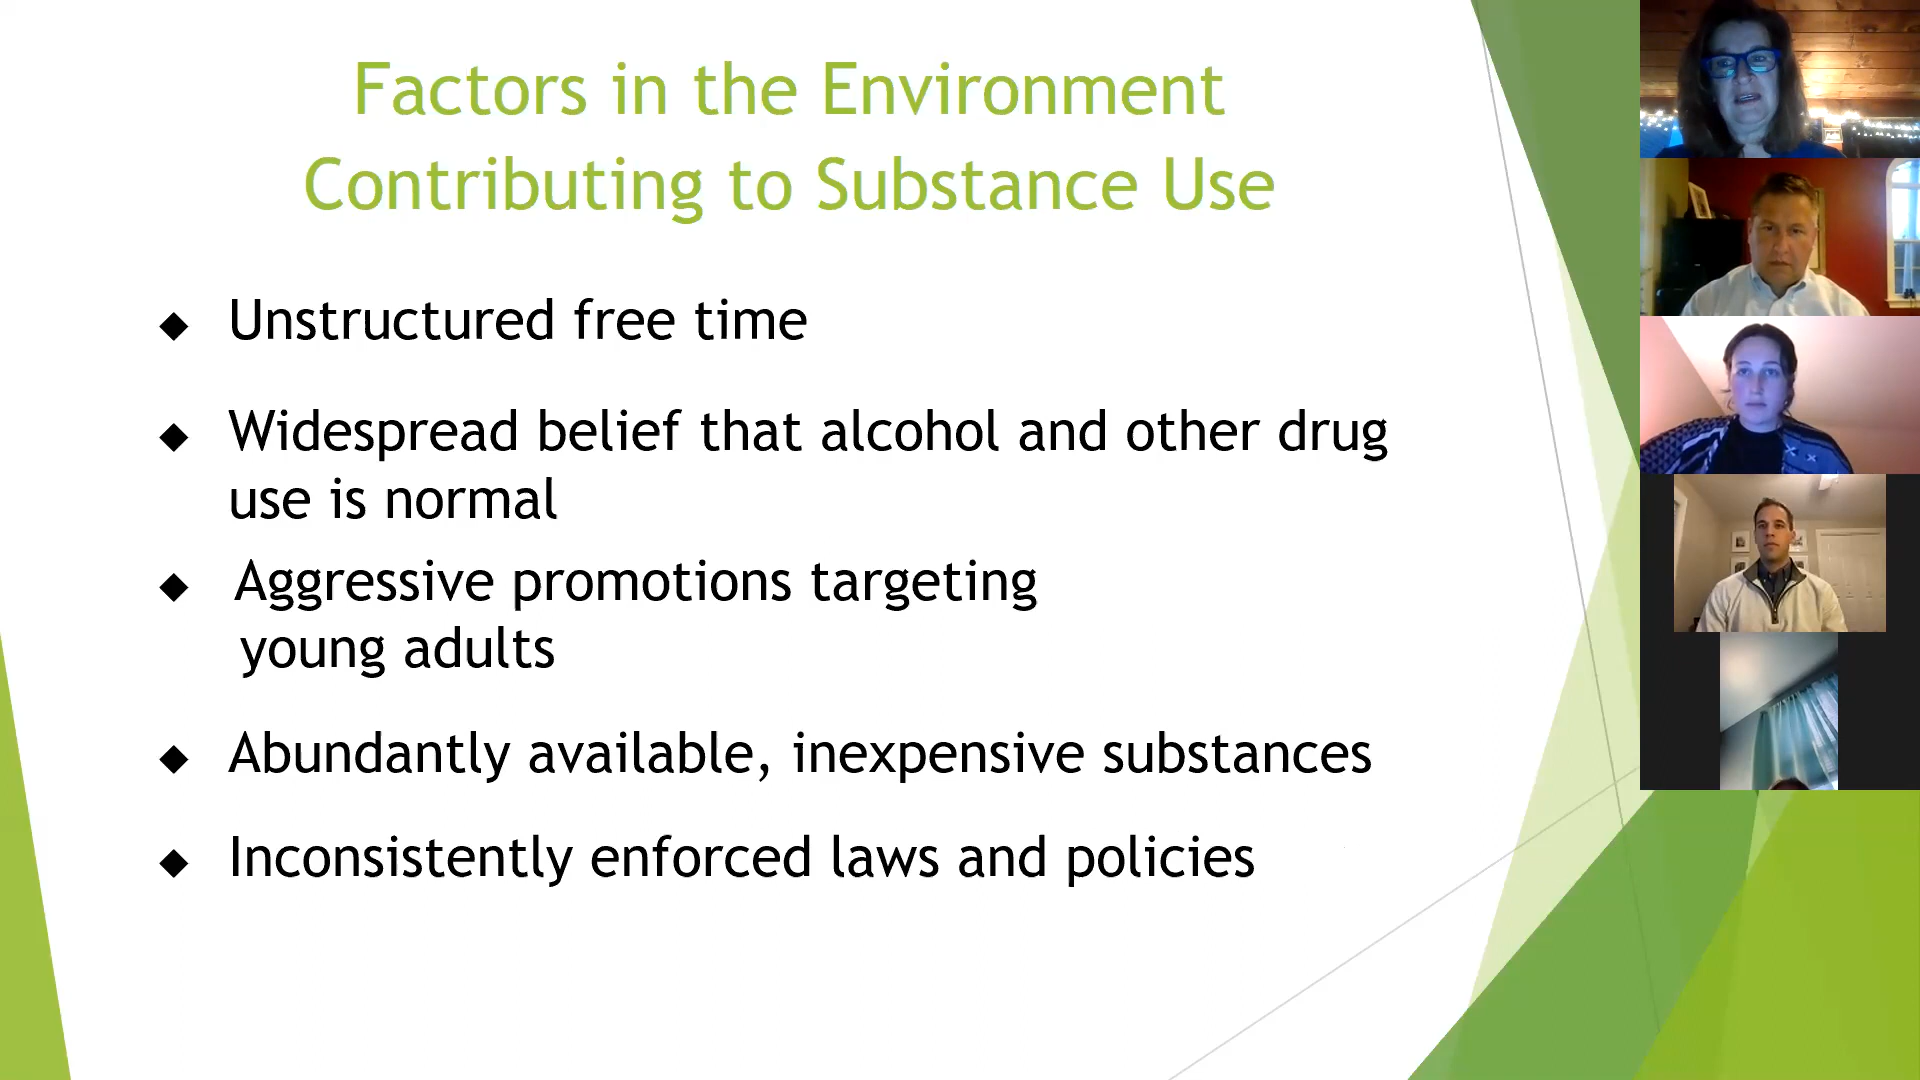 Factors in the Environment
Contributing to Substance Use
◆ Unstructured free time
◆ Widespread belief that alcohol and other drug
use is normal
◆ Aggressive promotions targeting
young adults
◆ Abundantly available, inexpensive substances
◆ Inconsistently enforced laws and policies